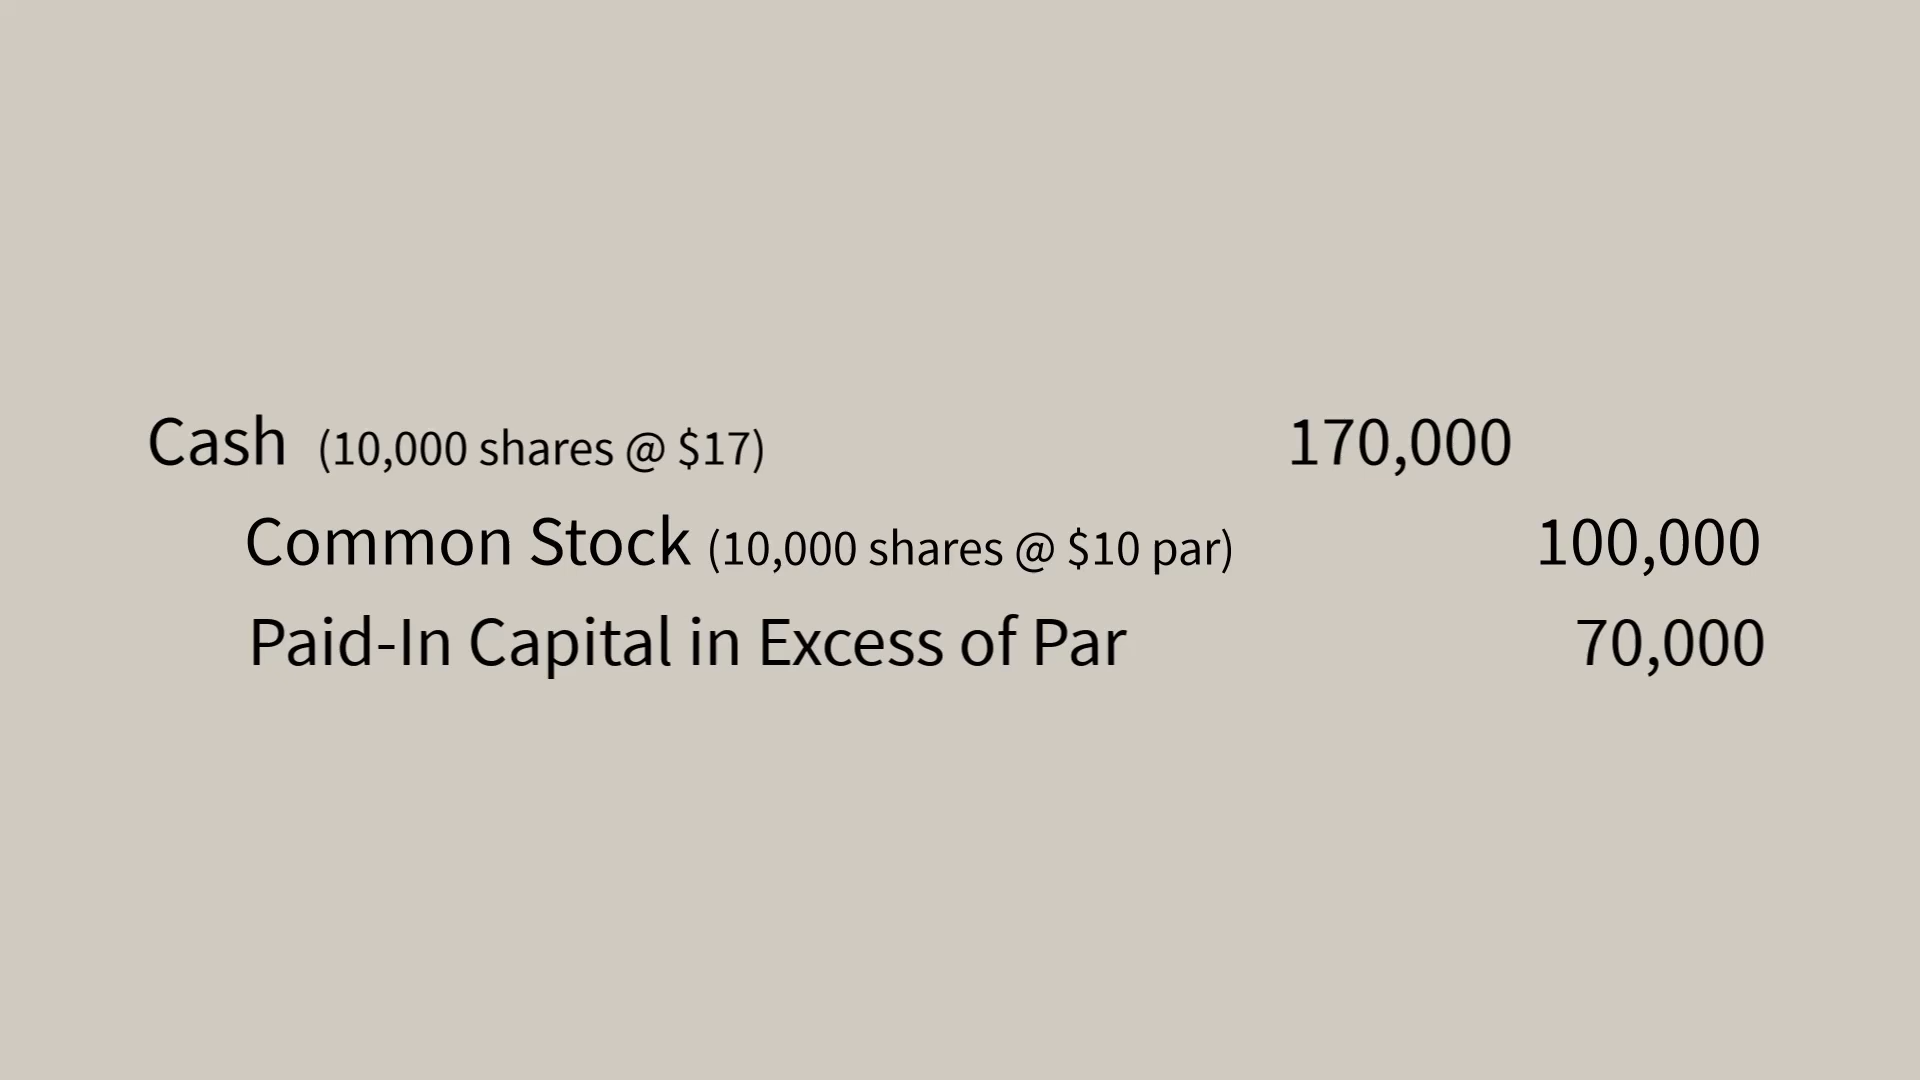 Cash (10,000 shares @ $17) 170,000
Common Stock (10,000 shares @ $10 par) 100,000
Paid-In Capital in Excess of Par 70,000